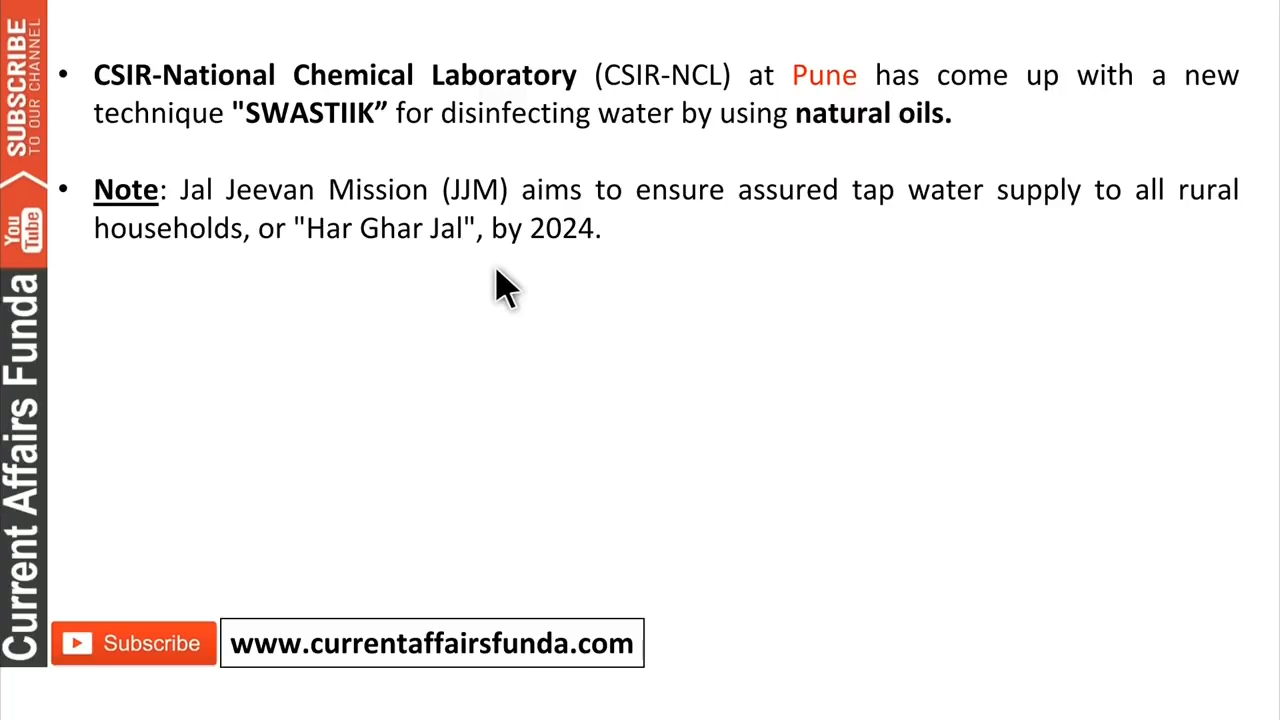 • CSIR-National Chemical Laboratory (CSIR-NCL) at Pune has come up with a new
technique "SWASTIIK” for disinfecting water by using natural oils.
• Note: Jal Jeevan Mission (JJM) aims to ensure assured tap water supply to all rural
households, or "Har Ghar Jal", by 2024.
SUBSCRIBE
TO OUR CHANNEL
You
Tube
Current Affairs Funda
Subscribe
www.currentaffairsfunda.com